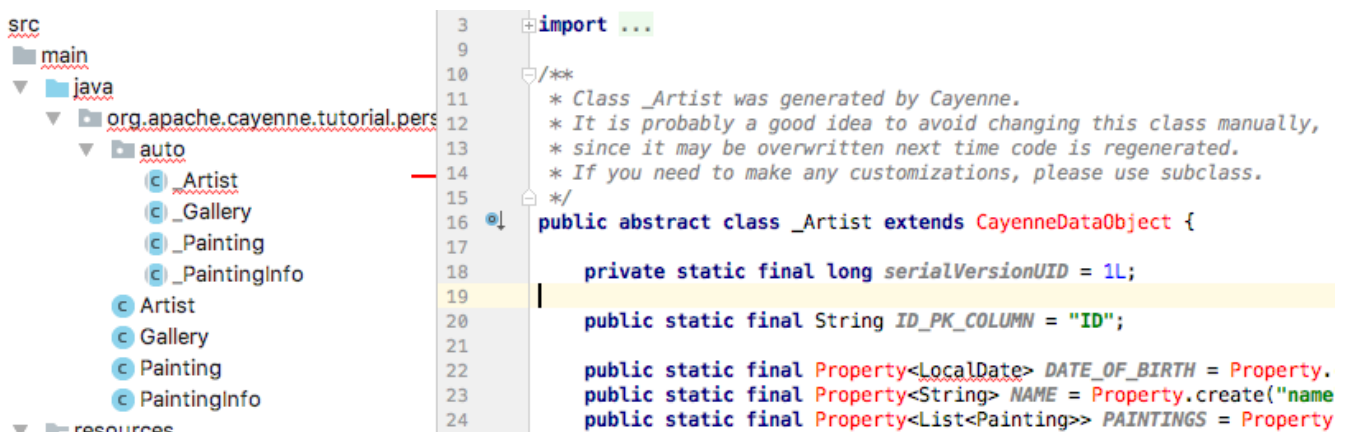 src
main
java
org.apache.cayenne.tutorial.pers
auto
_Artist
_Gallery
_Painting
_PaintingInfo
Artist
Gallery
Painting
PaintingInfo
resources
3 import ...
9
10 /**
11 * Class _Artist was generated by Cayenne.
12 * It is probably a good idea to avoid changing this class manually,
13 * since it may be overwritten next time code is regenerated.
14 * If you need to make any customizations, please use subclass.
15 */
16 public abstract class _Artist extends CayenneDataObject {
17
18 private static final long serialVersionUID = 1L;
19
20 public static final String ID_PK_COLUMN = "ID";
21
22 public static final Property<LocalDate> DATE_OF_BIRTH = Property.
23 public static final Property<String> NAME = Property.create("name
24 public static final Property<List<Painting>> PAINTINGS = Property